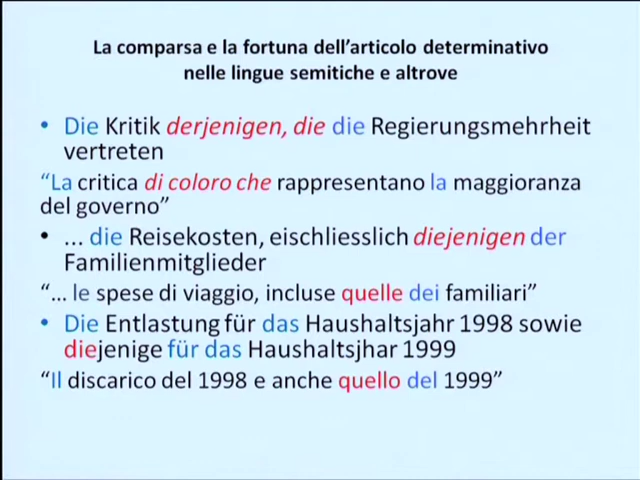 La comparsa e la fortuna dell’articolo determinativo
nelle lingue semitiche e altrove
• Die Kritik derjenigen, die die Regierungsmehrheit
vertreten
“La critica di coloro che rappresentano la maggioranza
del governo”
• ... die Reisekosten, eischliesslich diejenigen der
Familienmitglieder
“... le spese di viaggio, incluse quelle dei familiari”
• Die Entlastung für das Haushaltsjahr 1998 sowie
diejenige für das Haushaltsjhar 1999
“Il discarico del 1998 e anche quello del 1999”